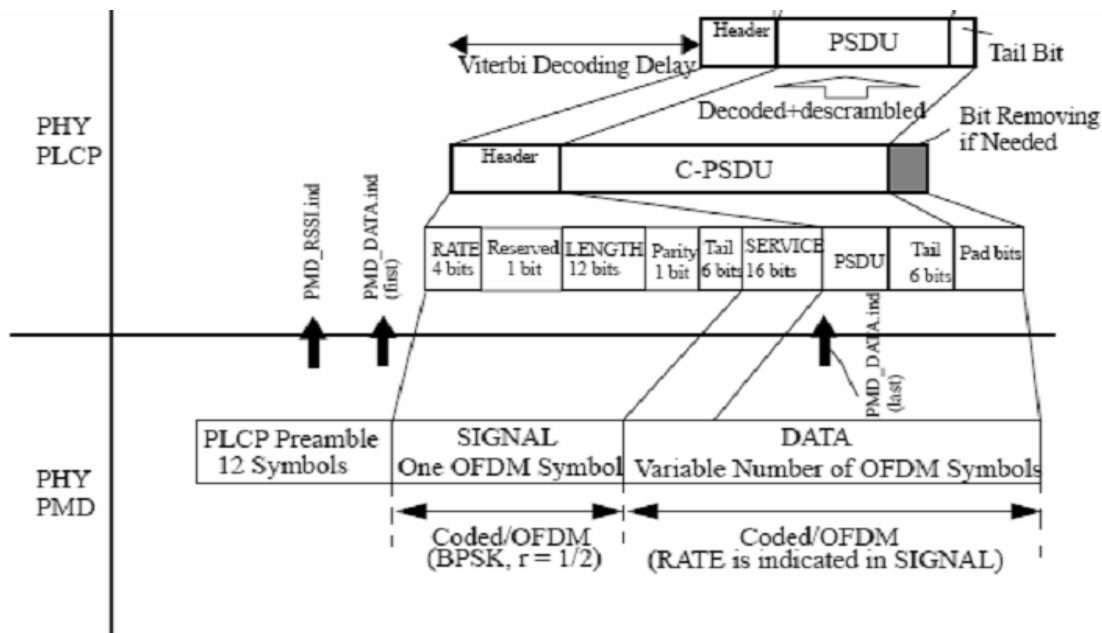 Header
PSDU
Tail Bit
Viterbi Decoding Delay
Decoded+descrambled
Bit Removing
if Needed
PHY
PLCP
Header
C-PSDU
PMD_RSSI.ind
PMD_DATA.ind
(first)
RATE
4 bits
Reserved
1 bit
LENGTH
12 bits
Parity
1 bit
Tail
6 bits
SERVICE
16 bits
PSDU
Tail
6 bits
Pad bits
PMD_DATA.ind
(last)
PLCP Preamble
12 Symbols
SIGNAL
One OFDM Symbol
DATA
Variable Number of OFDM Symbols
PHY
PMD
Coded/OFDM
(BPSK, r = 1/2)
Coded/OFDM
(RATE is indicated in SIGNAL)